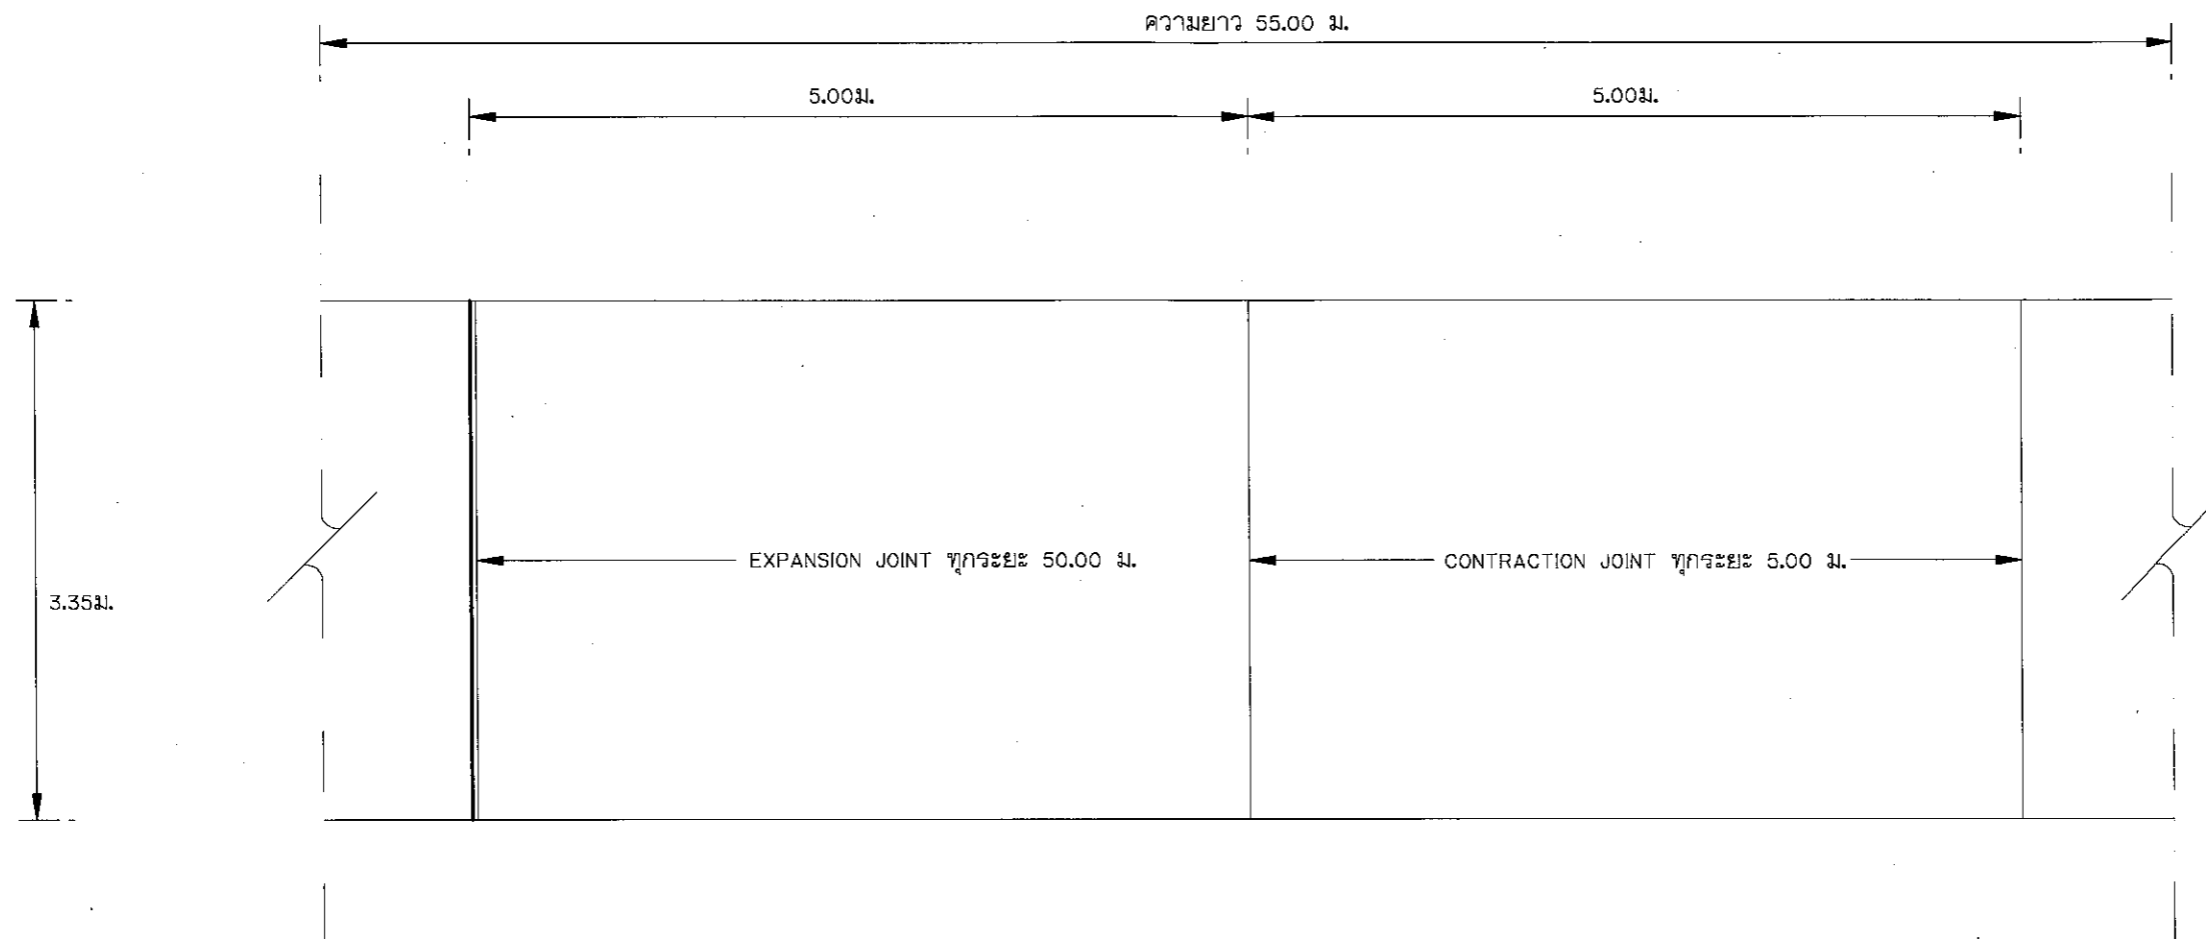 ความยาว 55.00 ม.
5.00ม.
5.00ม.
EXPANSION JOINT ทุกระยะ 50.00 ม.
CONTRACTION JOINT ทุกระยะ 5.00 ม.
3.35ม.